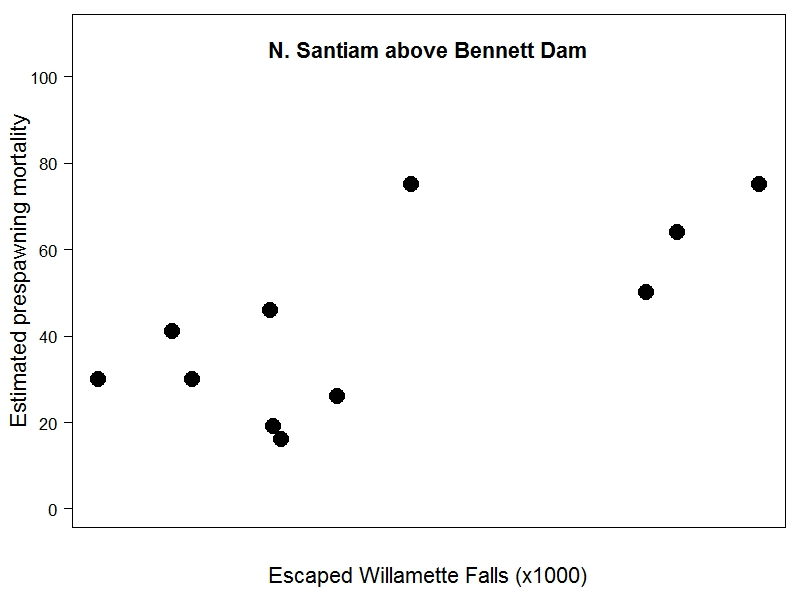 N. Santiam above Bennett Dam
100
80
60
40
20
0
Estimated prespawning mortality
Escaped Willamette Falls (x1000)